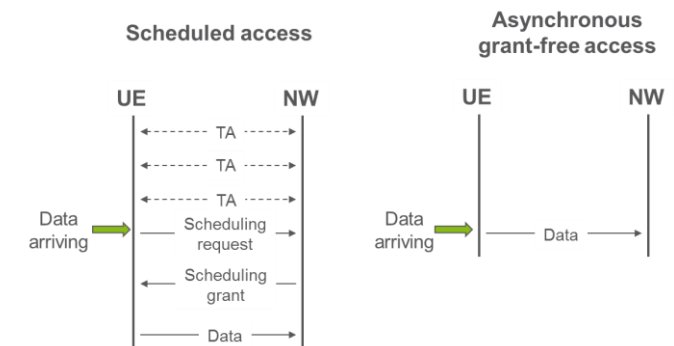 Scheduled access
UE
NW
TA
TA
TA
Data
arriving
Scheduling
request
Scheduling
grant
Data
Asynchronous
grant-free access
UE
NW
Data
arriving
Data